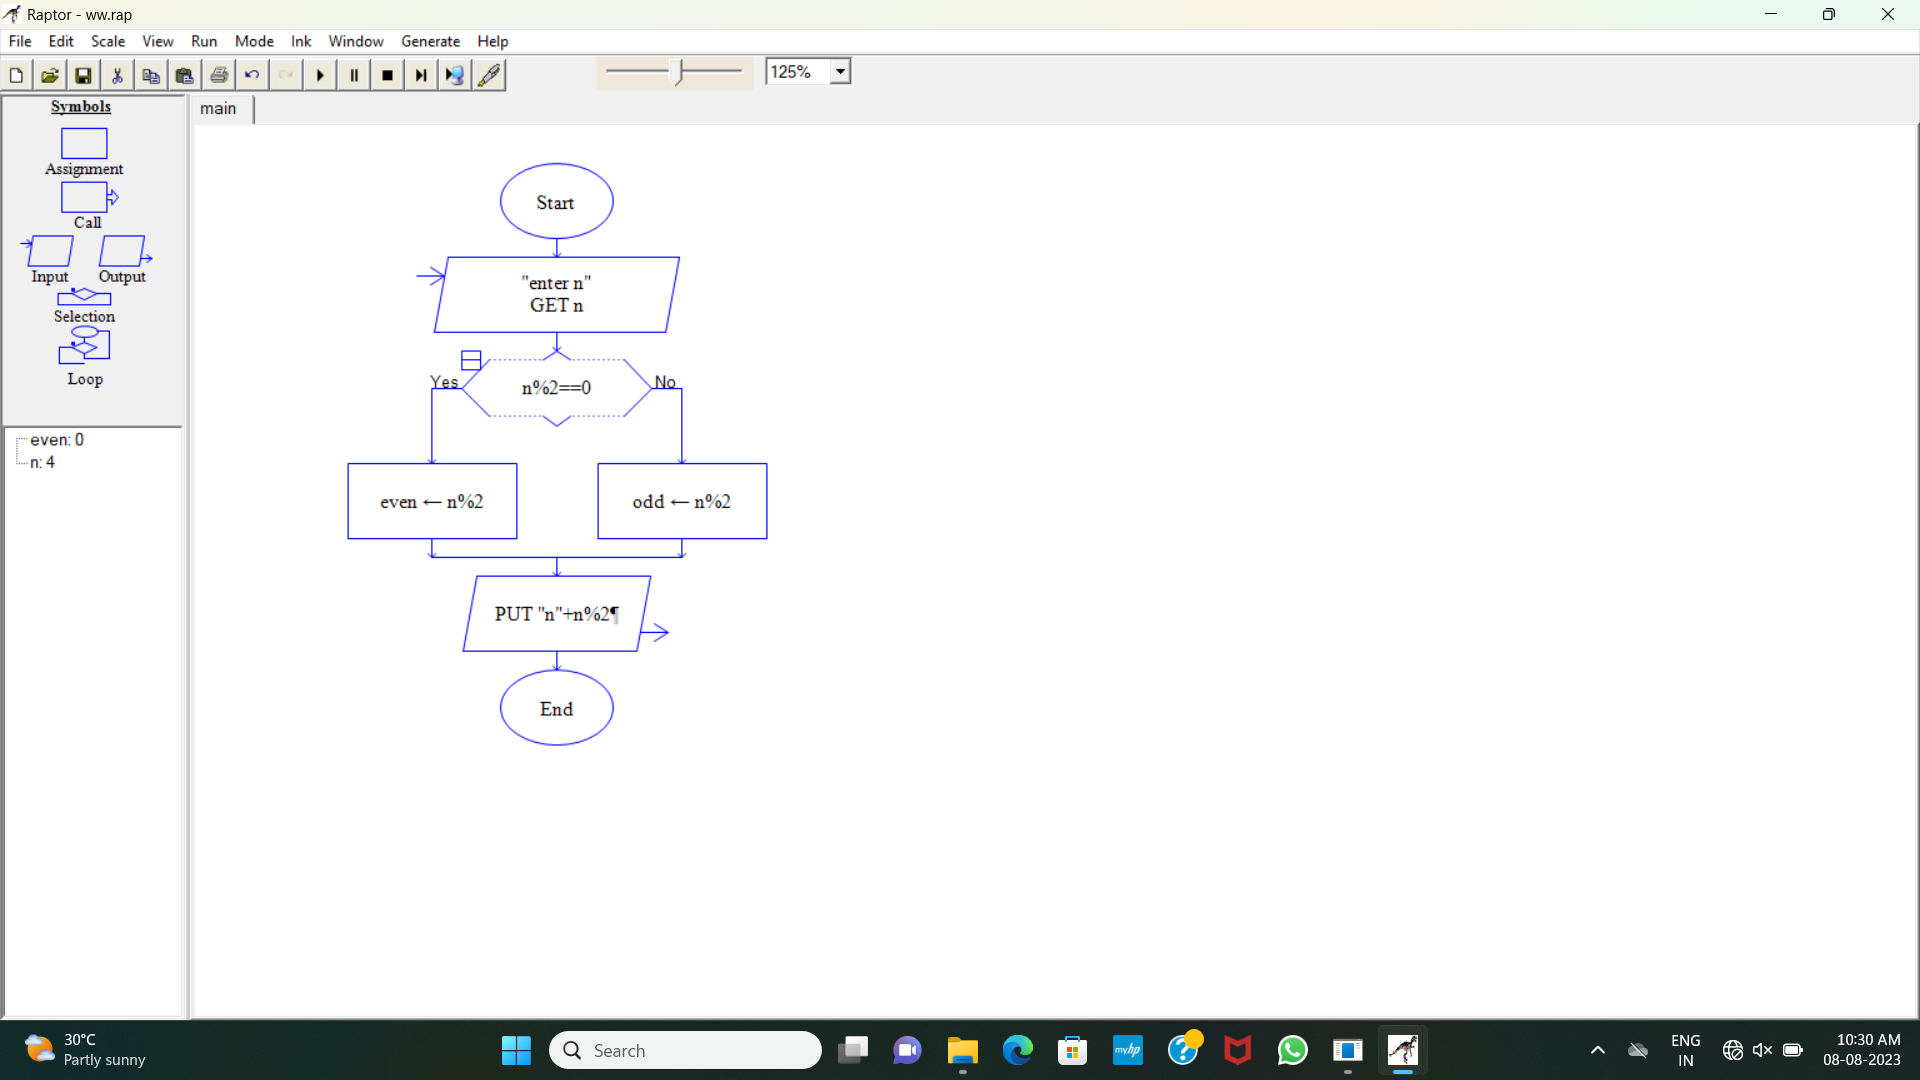 Raptor - ww.rap
File Edit Scale View Run Mode Ink Window Generate Help
125%
Symbols
Assignment
Call
Input Output
Selection
Loop
even: 0
n: 4
main
Start
"enter n"
GET n
Yes
n%2==0
No
even ← n%2
odd ← n%2
PUT "n"+n%2¶
End
30°C
Partly sunny
Search
myhp
ENG
IN
10:30 AM
08-08-2023